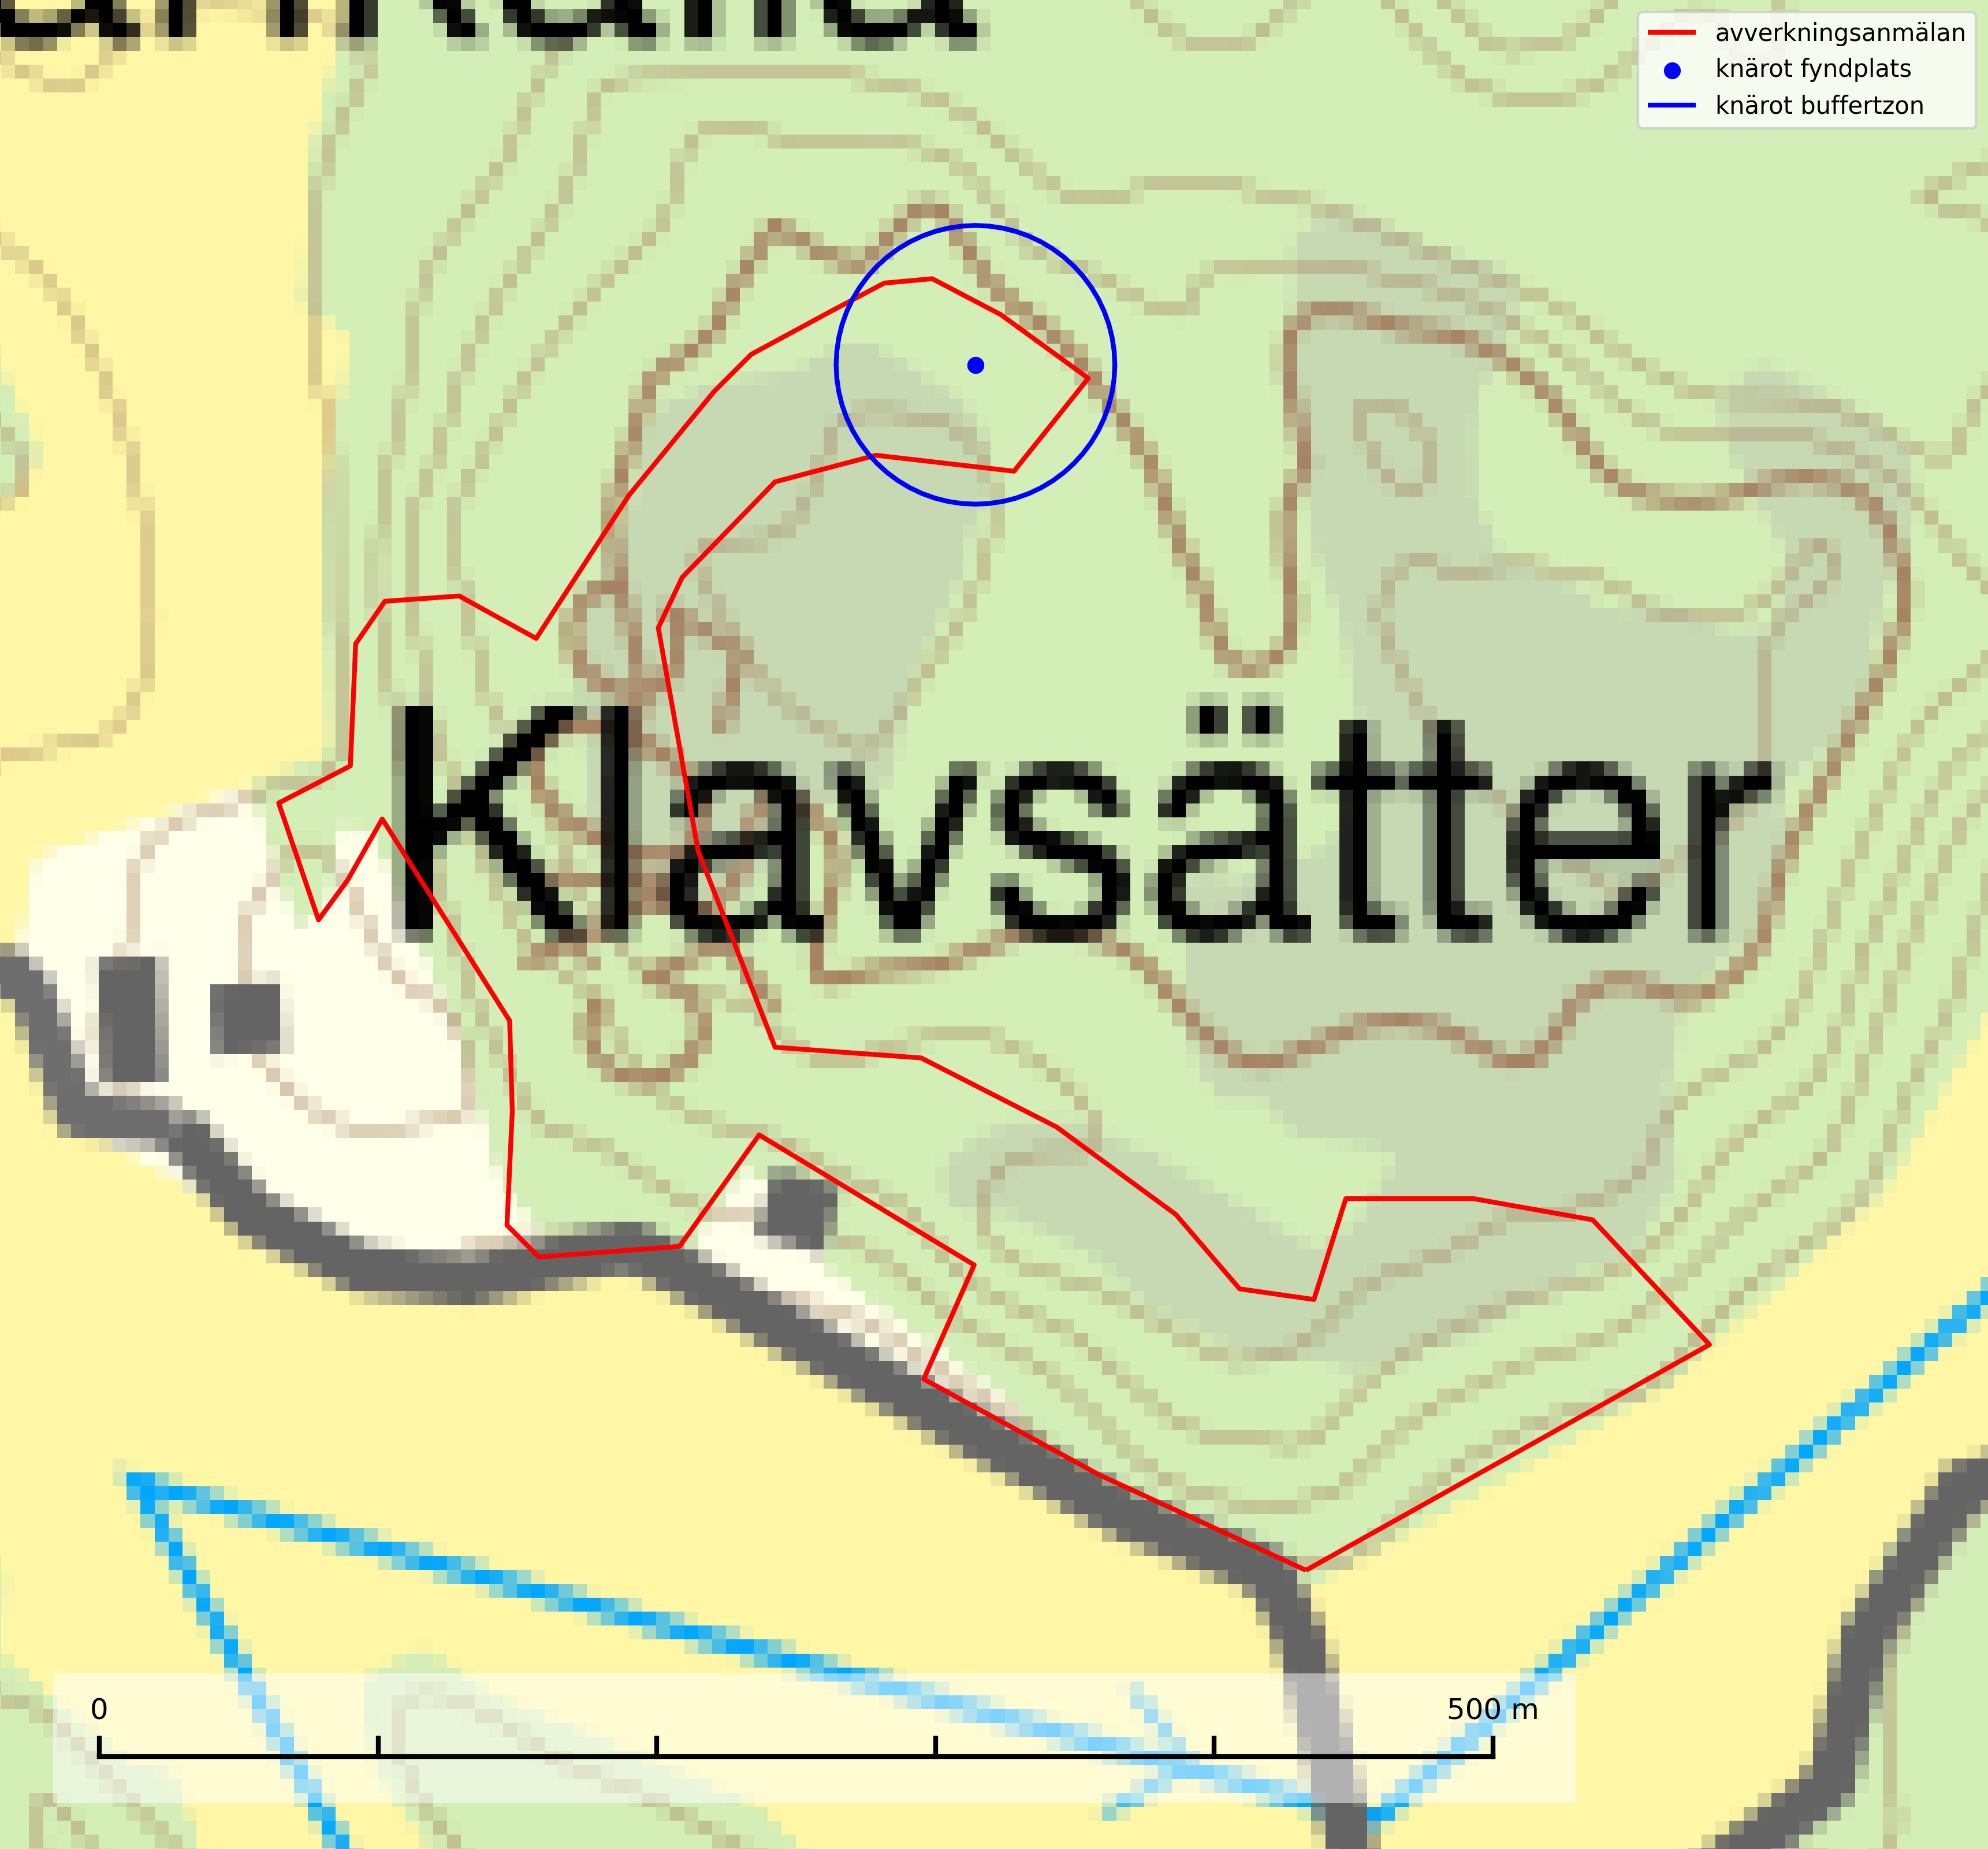 avverkningsanmälan
knärot fyndplats
knärot buffertzon
Klavsätter
0 500 m